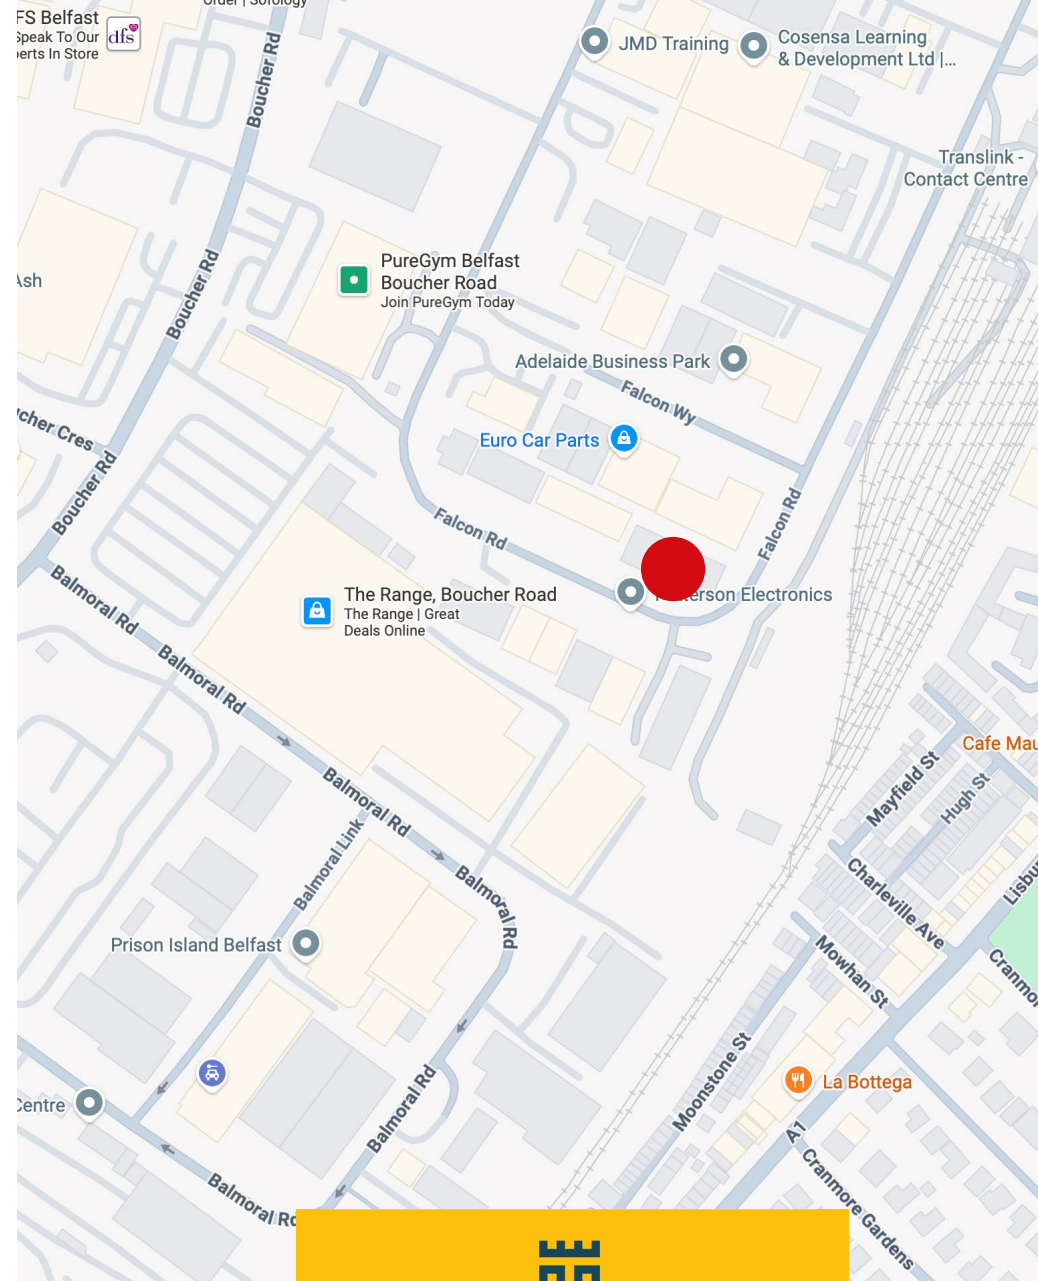 Order | Sofology
FS Belfast
Speak To Our
erts In Store
dfs
JMD Training
Cosensa Learning
& Development Ltd |...
Boucher Rd
Translink -
Contact Centre
PureGym Belfast
Boucher Road
Join PureGym Today
Ash
Boucher Rd
Adelaide Business Park
Falcon Wy
cher Cres
Euro Car Parts
Boucher Rd
Falcon Rd
Falcon Rd
The Range, Boucher Road
The Range | Great
Deals Online
erson Electronics
Balmoral Rd
Balmoral Rd
Cafe Mau
Mayfield St
Hugh St
Balmoral Rd
Balmoral Link
Balmoral Rd
Charleville Ave
Lisbu
Prison Island Belfast
Mowhan St
Cranmo
Moonstone St
La Bottega
Centre
Balmoral Rd
A1
Cranmore Gardens
Balmoral Rd